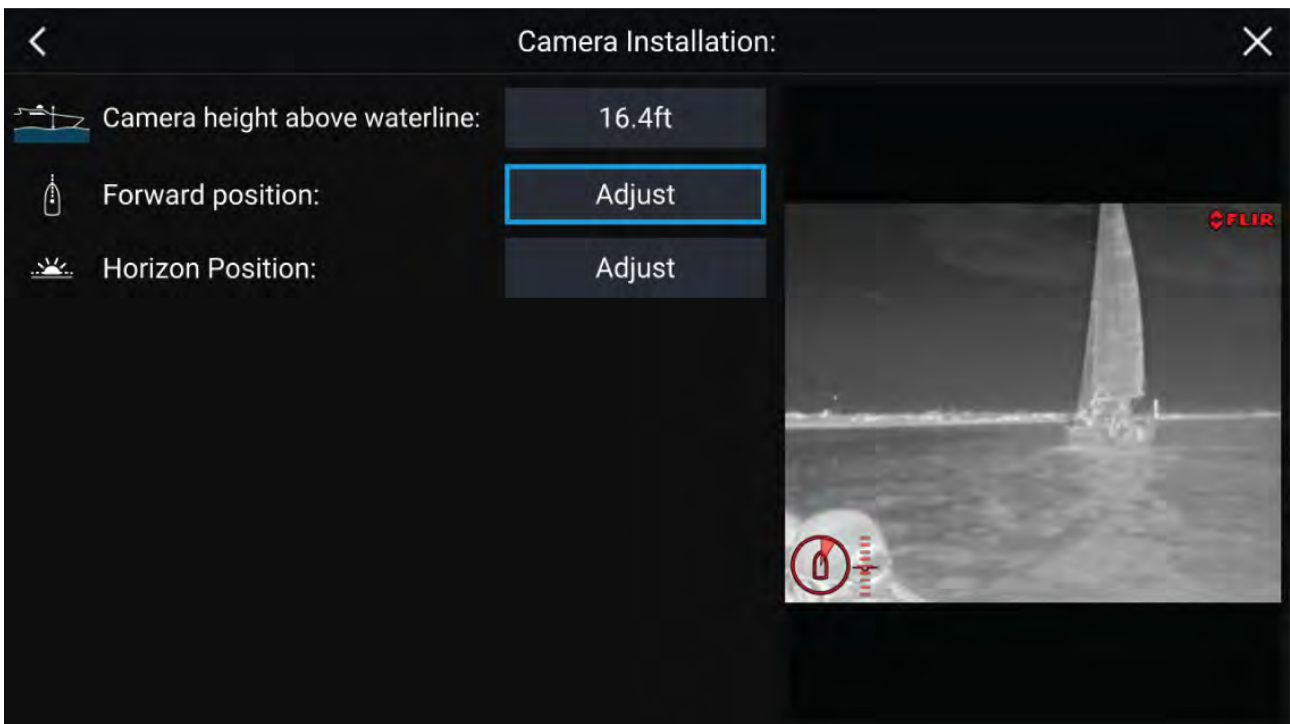 Camera Installation:
Camera height above waterline: 16.4ft
Forward position: Adjust
Horizon Position: Adjust
FLIR